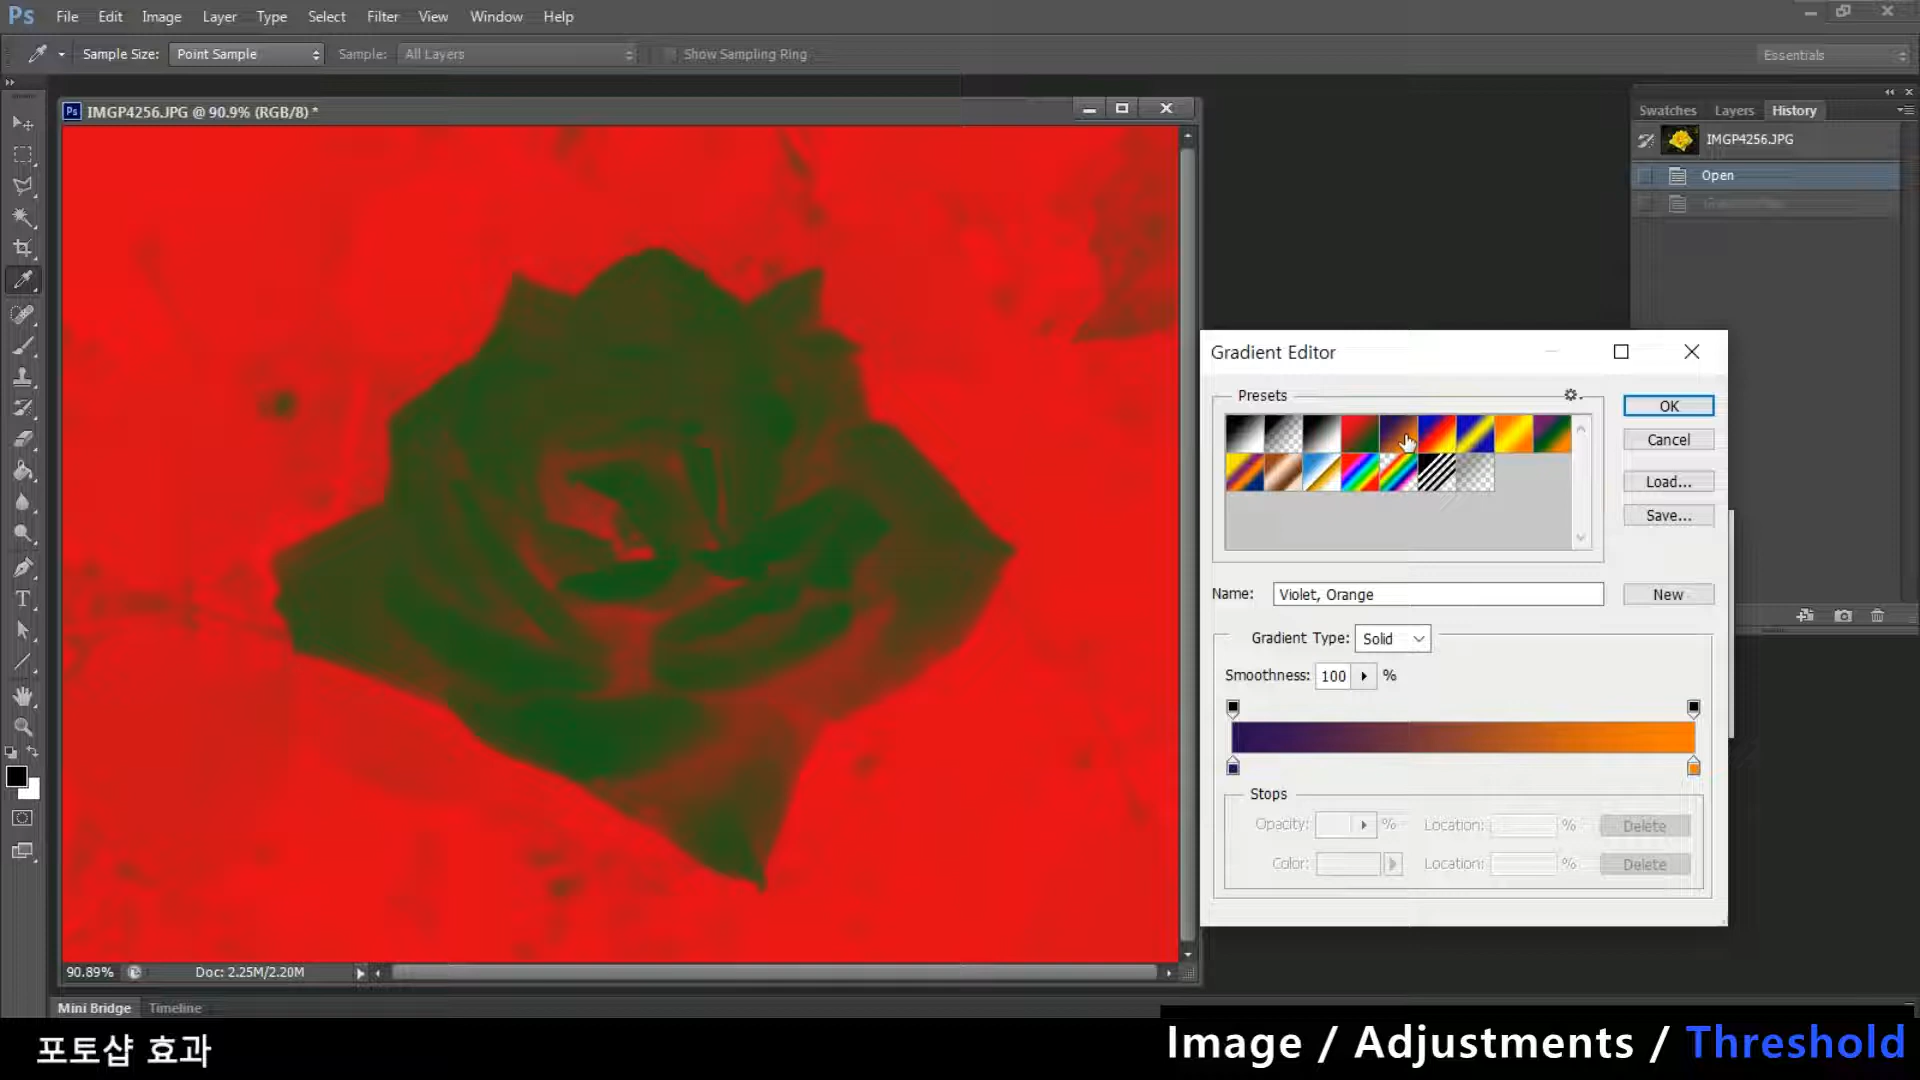 Ps File Edit Image Layer Type Select Filter View Window Help
Sample Size: Point Sample Sample: All Layers Show Sampling Ring Essentials
Ps IMGP4256.JPG @ 90.9% (RGB/8) *
Swatches Layers History
IMGP4256.JPG
Open
Gradient Editor
Presets
OK
Cancel
Load...
Save...
Name: Violet, Orange New
Gradient Type: Solid
Smoothness: 100 %
Stops
Opacity: % Location: % Delete
Color: Location: % Delete
90.89% Doc: 2.25M/2.20M
Mini Bridge Timeline
포토샵 효과
Image / Adjustments / Threshold